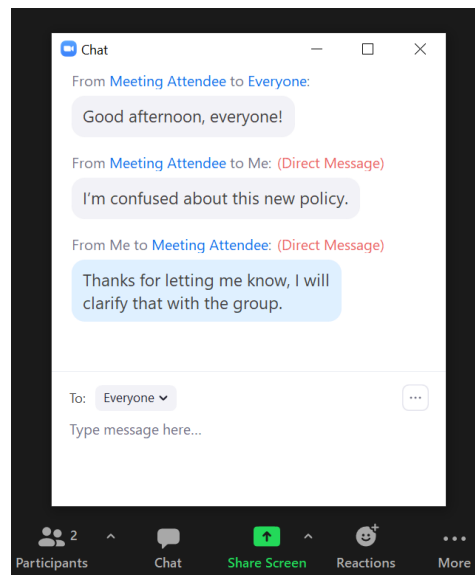 Chat
From Meeting Attendee to Everyone:
Good afternoon, everyone!
From Meeting Attendee to Me: (Direct Message)
I’m confused about this new policy.
From Me to Meeting Attendee: (Direct Message)
Thanks for letting me know, I will
clarify that with the group.
To: Everyone
Type message here...
2
Participants Chat Share Screen Reactions More